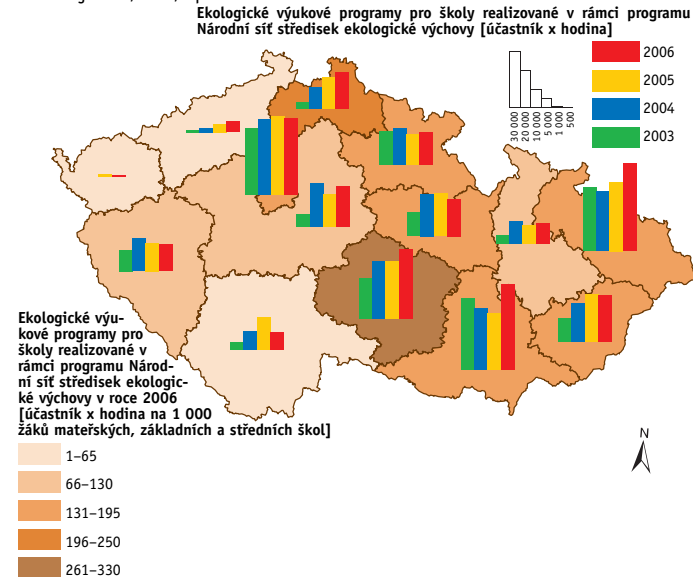 Ekologické výukové programy pro školy realizované v rámci programu
Národní síť středisek ekologické výchovy [účastník x hodina]
30 000
20 000
10 000
5 000
1 500
2006
2005
2004
2003
Ekologické výu-
kové programy pro
školy realizované v
rámci programu Národ-
ní síť středisek ekologic-
ké výchovy v roce 2006
[účastník x hodina na 1 000
žáků mateřských, základních a středních škol]
1–65
66–130
131–195
196–250
261–330
N